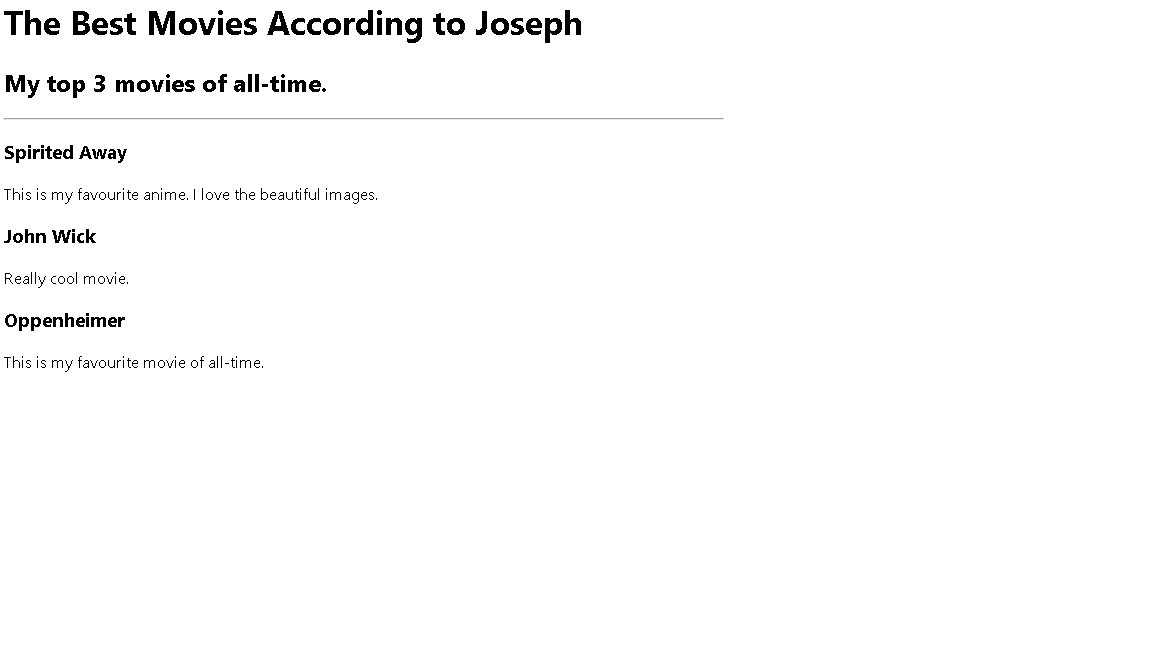 The Best Movies According to Joseph
My top 3 movies of all-time.
Spirited Away
This is my favourite anime. I love the beautiful images.
John Wick
Really cool movie.
Oppenheimer
This is my favourite movie of all-time.